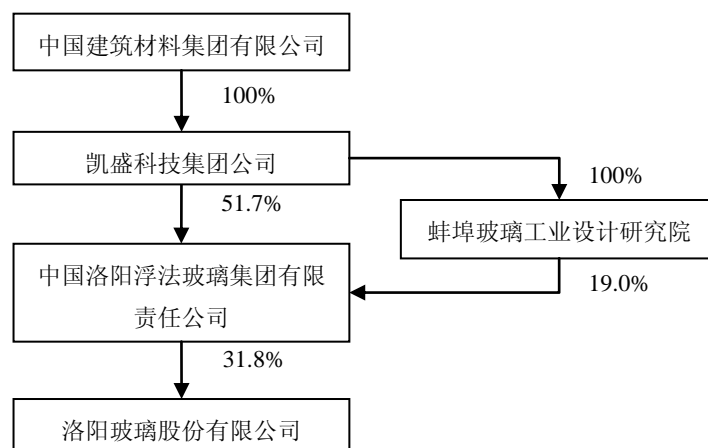 中国建筑材料集团有限公司
100%
凯盛科技集团公司
100%
51.7%
蚌埠玻璃工业设计研究院
中国洛阳浮法玻璃集团有限
责任公司
19.0%
31.8%
洛阳玻璃股份有限公司